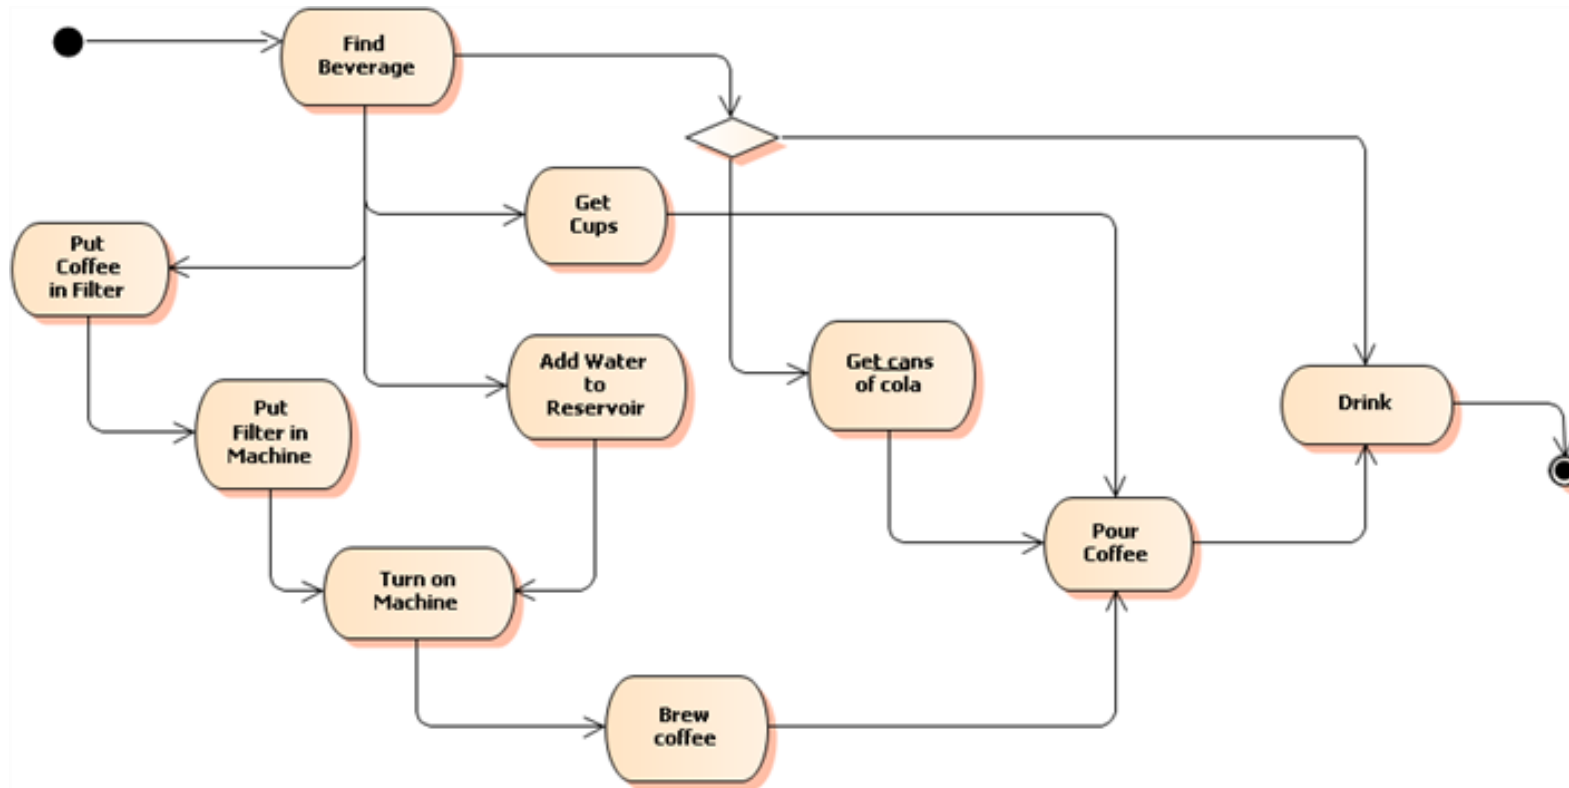 Find
Beverage
Get
Cups
Put
Coffee
in Filter
Add Water
to
Reservoir
Get cans
of cola
Put
Filter in
Machine
Drink
Pour
Coffee
Turn on
Machine
Brew
coffee